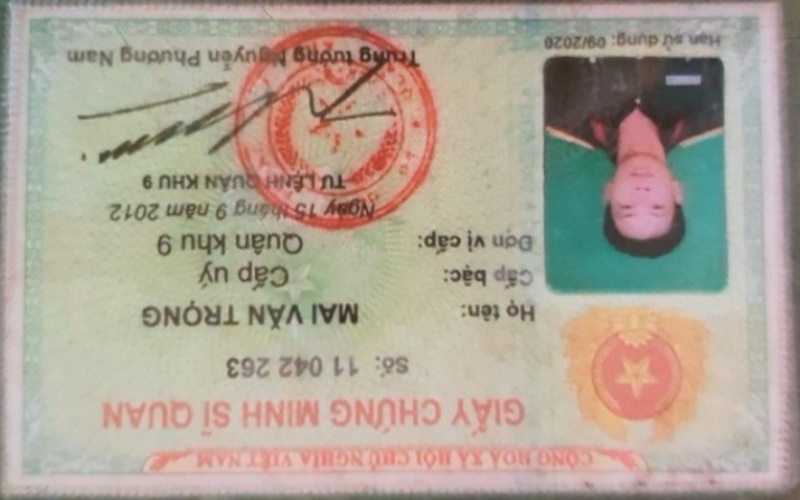 CỘNG HOÀ XÃ HỘI CHỦ NGHĨA VIỆT NAM
GIẤY CHỨNG MINH SĨ QUAN
Số: 11 042 263
Họ tên: MAI VĂN TRỌNG
Cấp bậc: Cấp uý
Đơn vị cấp: Quân khu 9
Ngày 15 tháng 9 năm 2012
TƯ LỆNH QUÂN KHU 9
Hạn sử dụng: 09/2020
Trung tướng Nguyễn Phương Nam